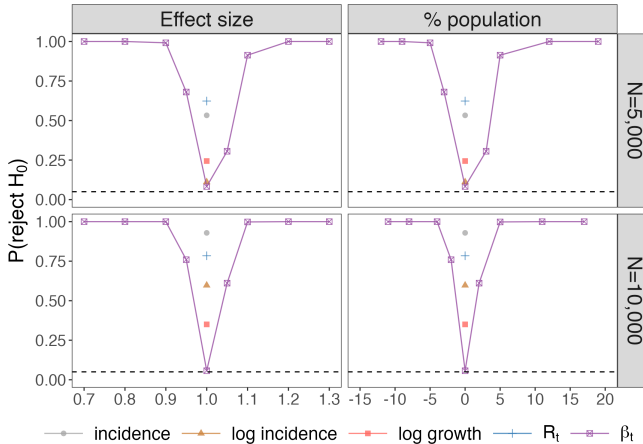 Effect size % population
P(reject H₀)
1.00
0.75
0.50
0.25
0.00
N=5,000
1.00
0.75
0.50
0.25
0.00
N=10,000
0.7 0.8 0.9 1.0 1.1 1.2 1.3 -15 -10 -5 0 5 10 15 20
incidence log incidence log growth Rₜ βₜ